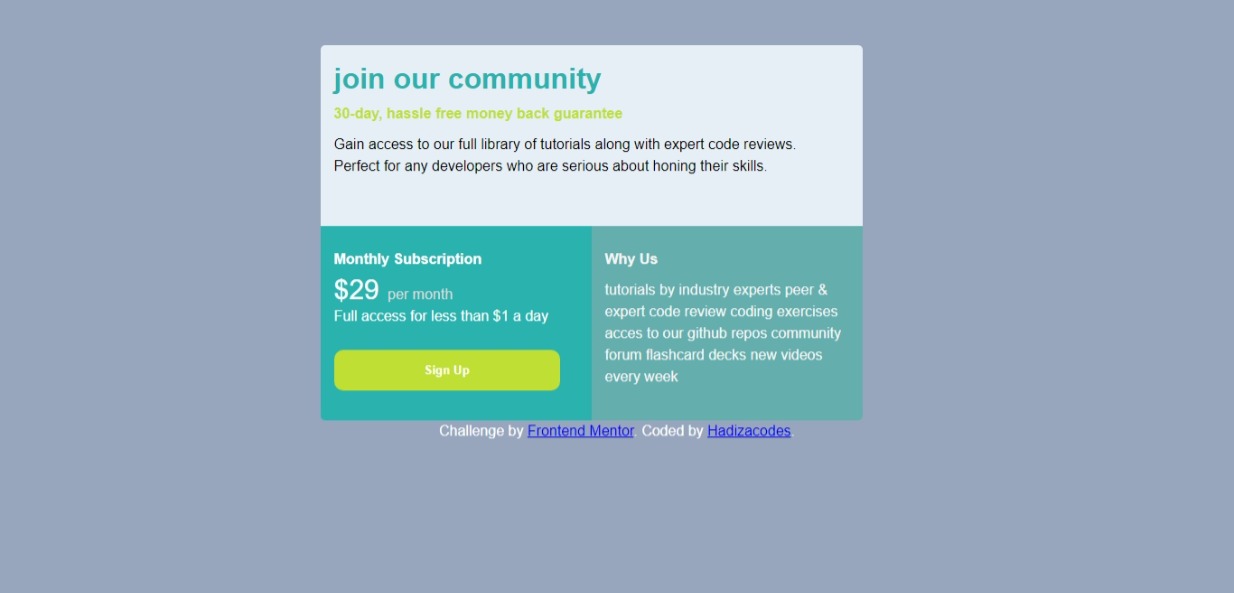 join our community
30-day, hassle free money back guarantee
Gain access to our full library of tutorials along with expert code reviews.
Perfect for any developers who are serious about honing their skills.
Monthly Subscription
$29 per month
Full access for less than $1 a day
Sign Up
Why Us
tutorials by industry experts peer &
expert code review coding exercises
acces to our github repos community
forum flashcard decks new videos
every week
Challenge by Frontend Mentor. Coded by Hadizacodes.